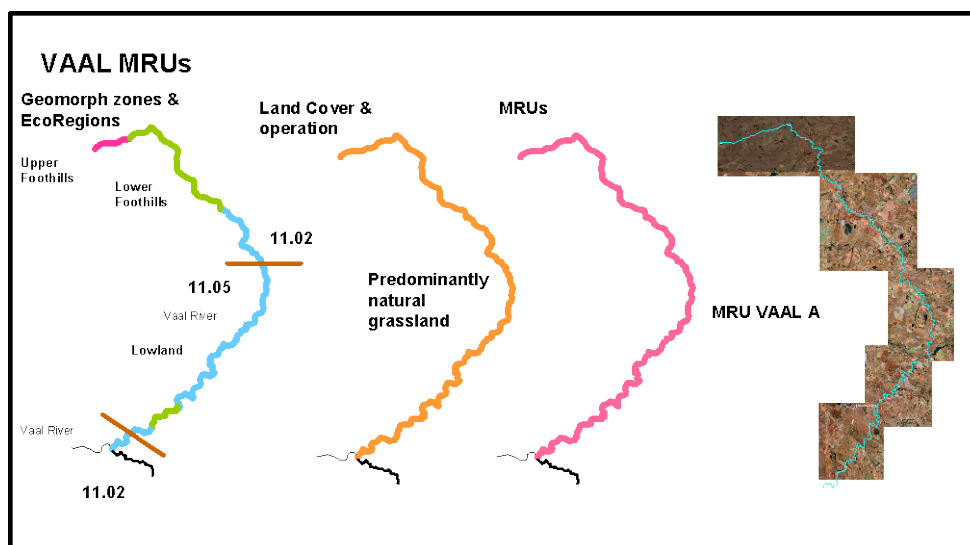 VAAL MRUs
Geomorph zones &
EcoRegions
Upper
Foothills
Lower
Foothills
11.02
11.05
Vaal River
Lowland
Vaal River
11.02
Land Cover &
operation
Predominantly
natural
grassland
MRUs
MRU VAAL A